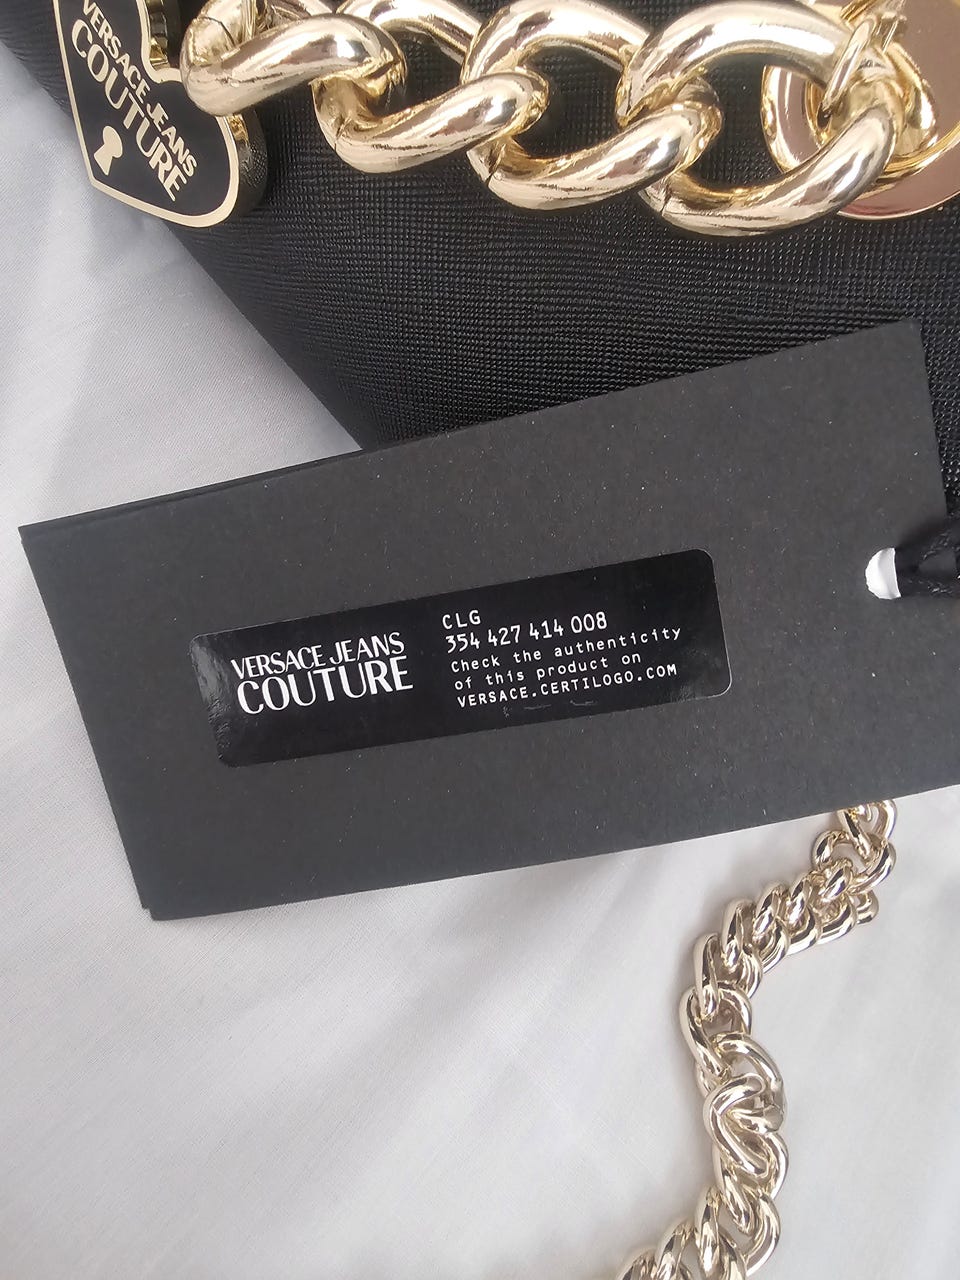 VERSACE JEANS
COUTURE
VERSACE JEANS
COUTURE
CLG
354 427 414 008
Check the authenticity
of this product on
VERSACE.CERTILOGO.COM